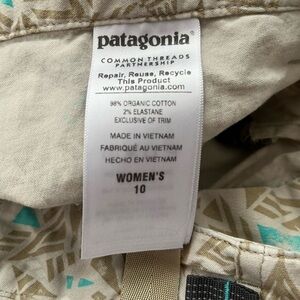 patagonia®
COMMON THREADS
PARTNERSHIP
Repair, Reuse, Recycle
This Product
www.patagonia.com
98% ORGANIC COTTON
2% ELASTANE
EXCLUSIVE OF TRIM
MADE IN VIETNAM
FABRIQUÉ AU VIETNAM
HECHO EN VIETNAM
WOMEN'S
10